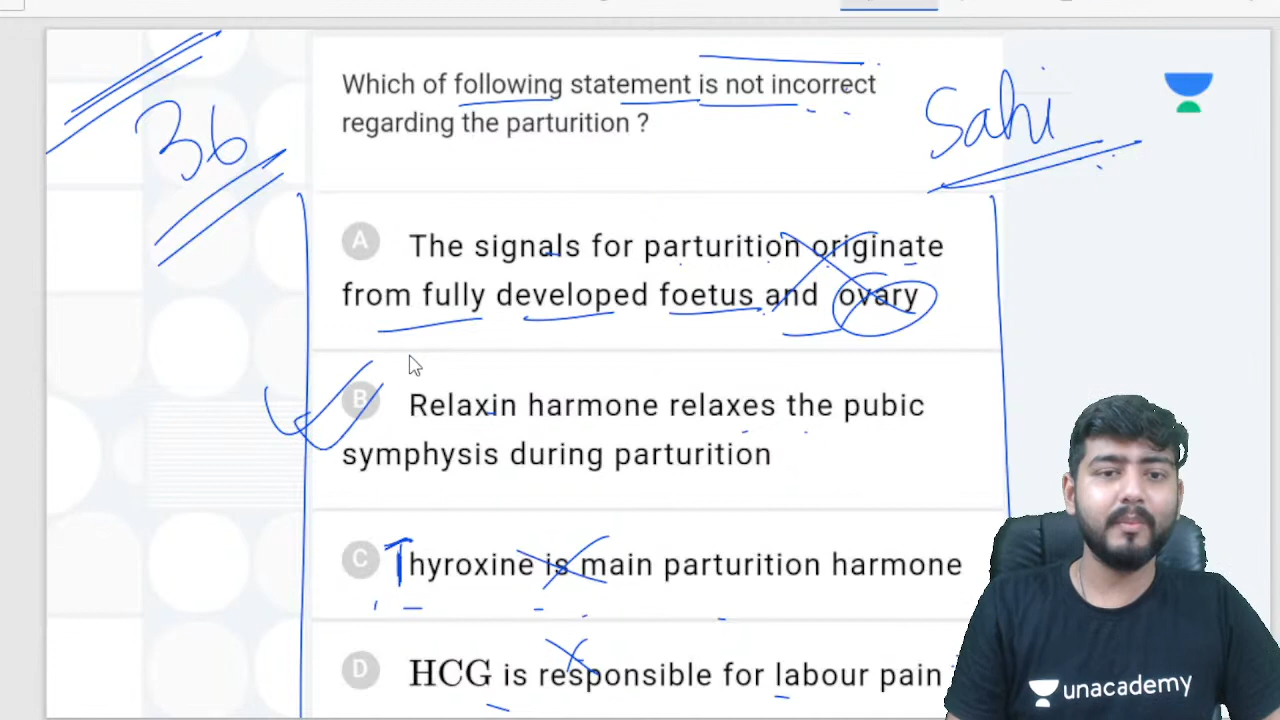 Which of following statement is not incorrect
regarding the parturition ?
Sahi
36
A The signals for parturition originate
from fully developed foetus and ovary
B Relaxin harmone relaxes the pubic
symphysis during parturition
C Thyroxine is main parturition harmone
D HCG is responsible for labour pain
unacademy